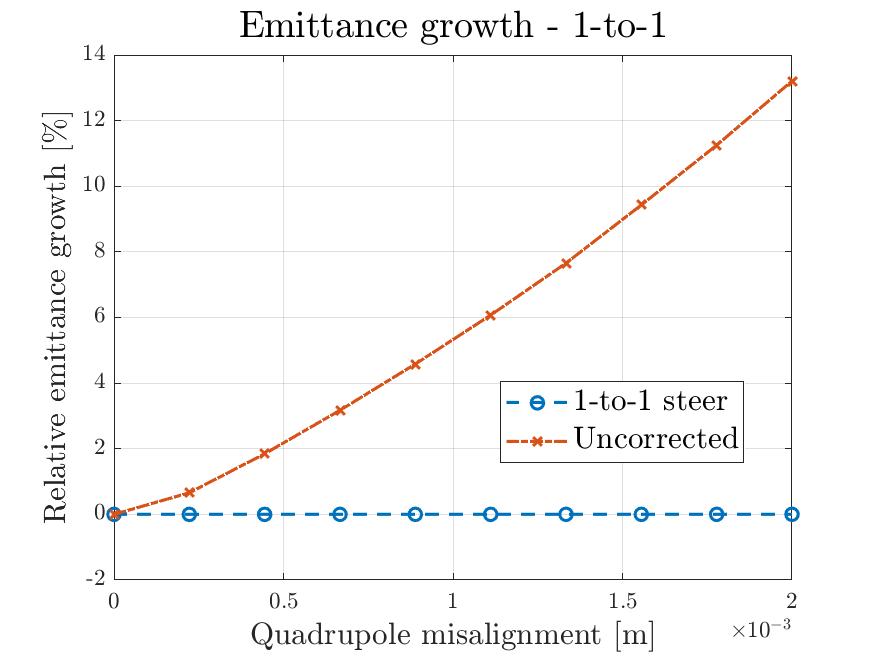 Emittance growth - 1-to-1
Relative emittance growth [%]
14
12
10
8
6
4
2
0
-2
1-to-1 steer
Uncorrected
0 0.5 1 1.5 2
×10⁻³
Quadrupole misalignment [m]